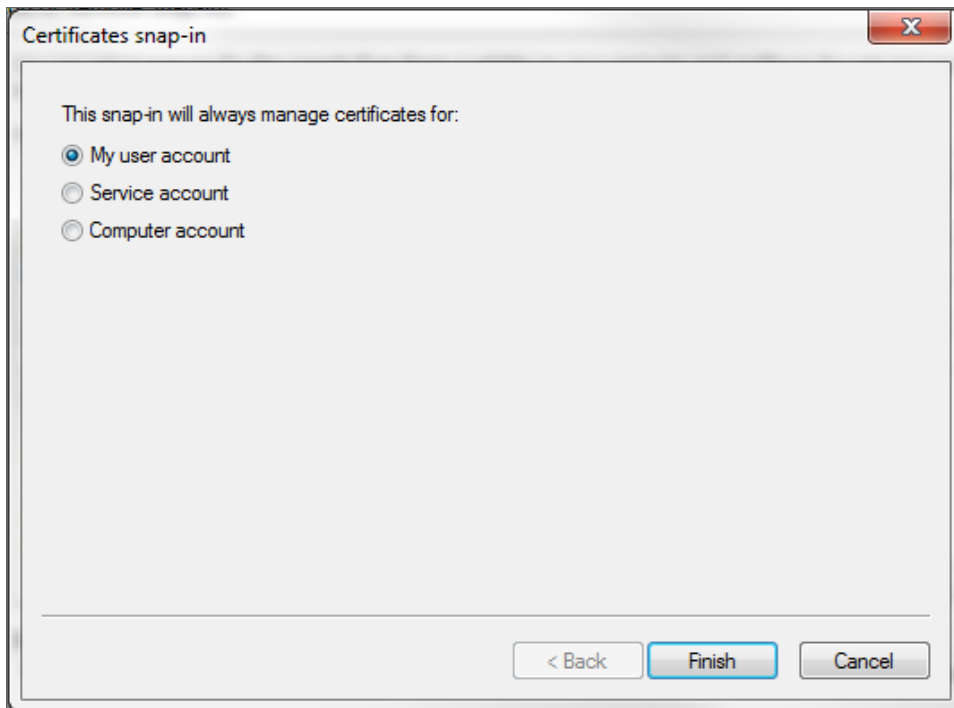 Certificates snap-in
This snap-in will always manage certificates for:
My user account
Service account
Computer account
< Back
Finish
Cancel